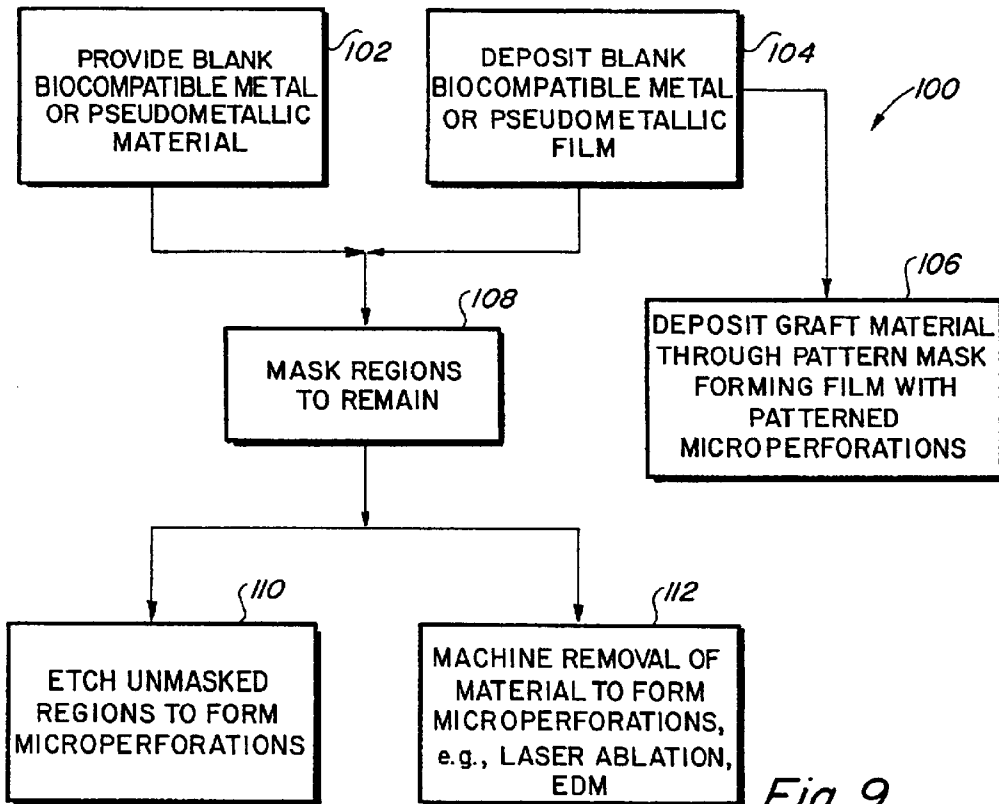 PROVIDE BLANK
BIOCOMPATIBLE METAL
OR PSEUDOMETALLIC
MATERIAL
102
DEPOSIT BLANK
BIOCOMPATIBLE METAL
OR PSEUDOMETALLIC
FILM
104
100
108
MASK REGIONS
TO REMAIN
106
DEPOSIT GRAFT MATERIAL
THROUGH PATTERN MASK
FORMING FILM WITH
PATTERNED
MICROPERFORATIONS
110
ETCH UNMASKED
REGIONS TO FORM
MICROPERFORATIONS
112
MACHINE REMOVAL OF
MATERIAL TO FORM
MICROPERFORATIONS,
e.g., LASER ABLATION,
EDM
Fig. 9